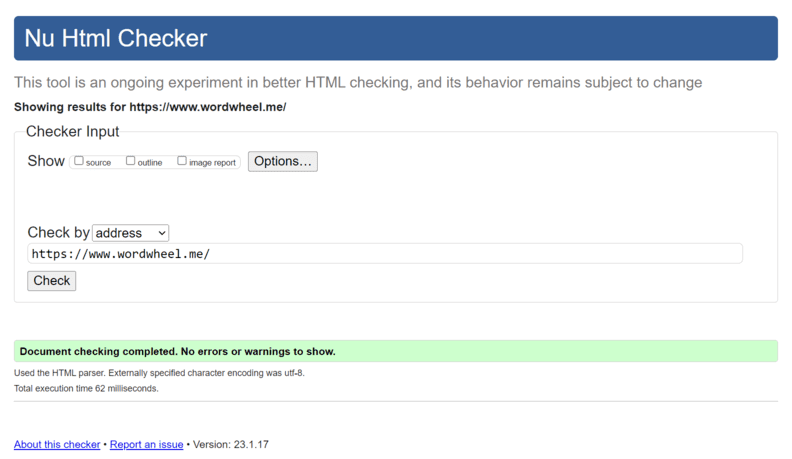 Nu Html Checker
This tool is an ongoing experiment in better HTML checking, and its behavior remains subject to change
Showing results for https://www.wordwheel.me/
Checker Input
Show source outline image report Options...
Check by address
https://www.wordwheel.me/
Check
Document checking completed. No errors or warnings to show.
Used the HTML parser. Externally specified character encoding was utf-8.
Total execution time 62 milliseconds.
About this checker • Report an issue • Version: 23.1.17